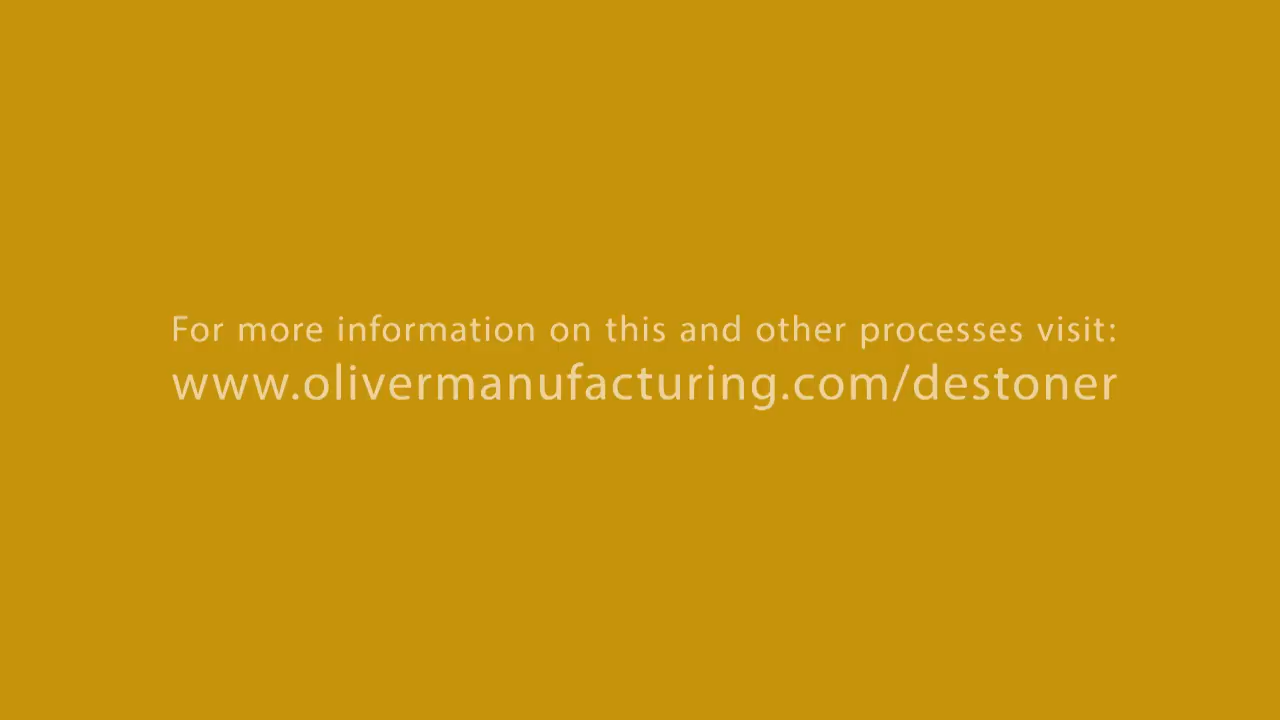 For more information on this and other processes visit:
www.olivermanufacturing.com/destoner